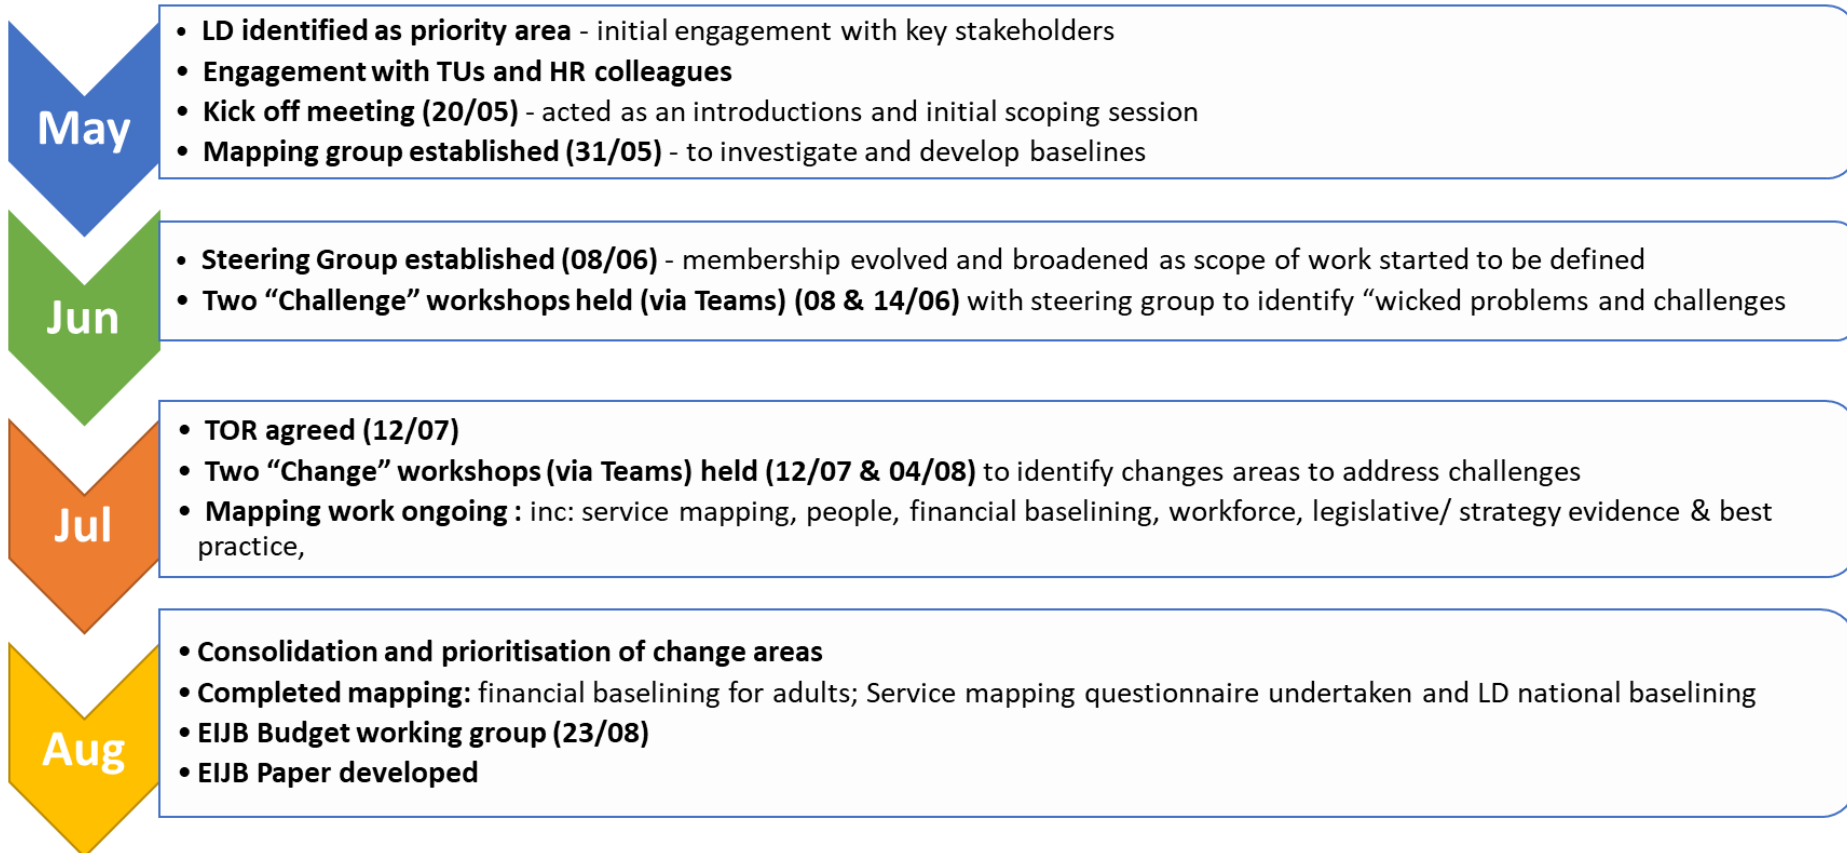 May
• LD identified as priority area - initial engagement with key stakeholders
• Engagement with TUs and HR colleagues
• Kick off meeting (20/05) - acted as an introductions and initial scoping session
• Mapping group established (31/05) - to investigate and develop baselines
Jun
• Steering Group established (08/06) - membership evolved and broadened as scope of work started to be defined
• Two “Challenge” workshops held (via Teams) (08 & 14/06) with steering group to identify “wicked problems and challenges
Jul
• TOR agreed (12/07)
• Two “Change” workshops (via Teams) held (12/07 & 04/08) to identify changes areas to address challenges
• Mapping work ongoing : inc: service mapping, people, financial baselining, workforce, legislative/ strategy evidence & best
practice,
Aug
• Consolidation and prioritisation of change areas
• Completed mapping: financial baselining for adults; Service mapping questionnaire undertaken and LD national baselining
• EIJB Budget working group (23/08)
• EIJB Paper developed